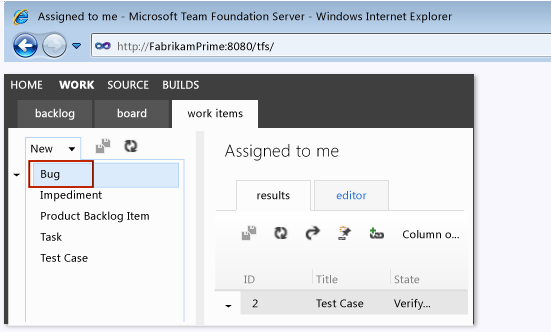 Assigned to me - Microsoft Team Foundation Server - Windows Internet Explorer
http://FabrikamPrime:8080/tfs/
HOME WORK SOURCE BUILDS
backlog board work items
New
Bug
Impediment
Product Backlog Item
Task
Test Case
Assigned to me
results editor
Column o...
ID Title State
2 Test Case Verify...